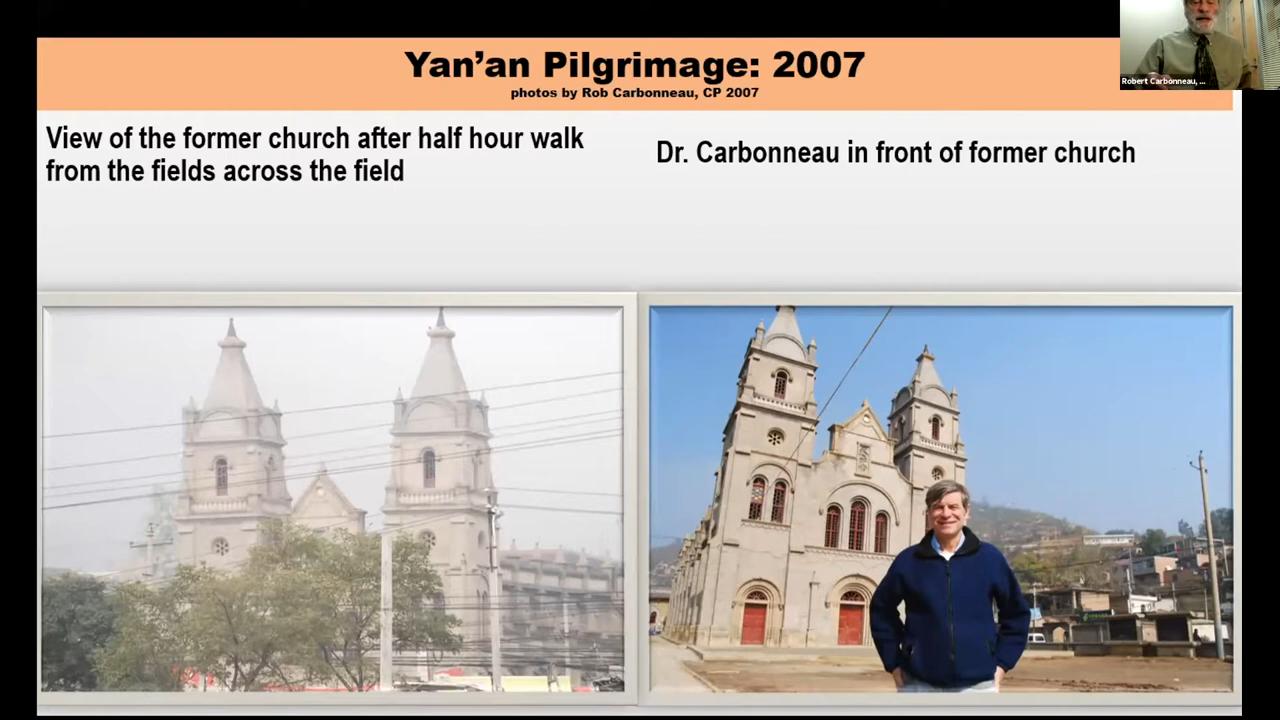 Yan’an Pilgrimage: 2007
photos by Rob Carbonneau, CP 2007
Robert Carbonneau, ...
View of the former church after half hour walk
from the fields across the field
Dr. Carbonneau in front of former church